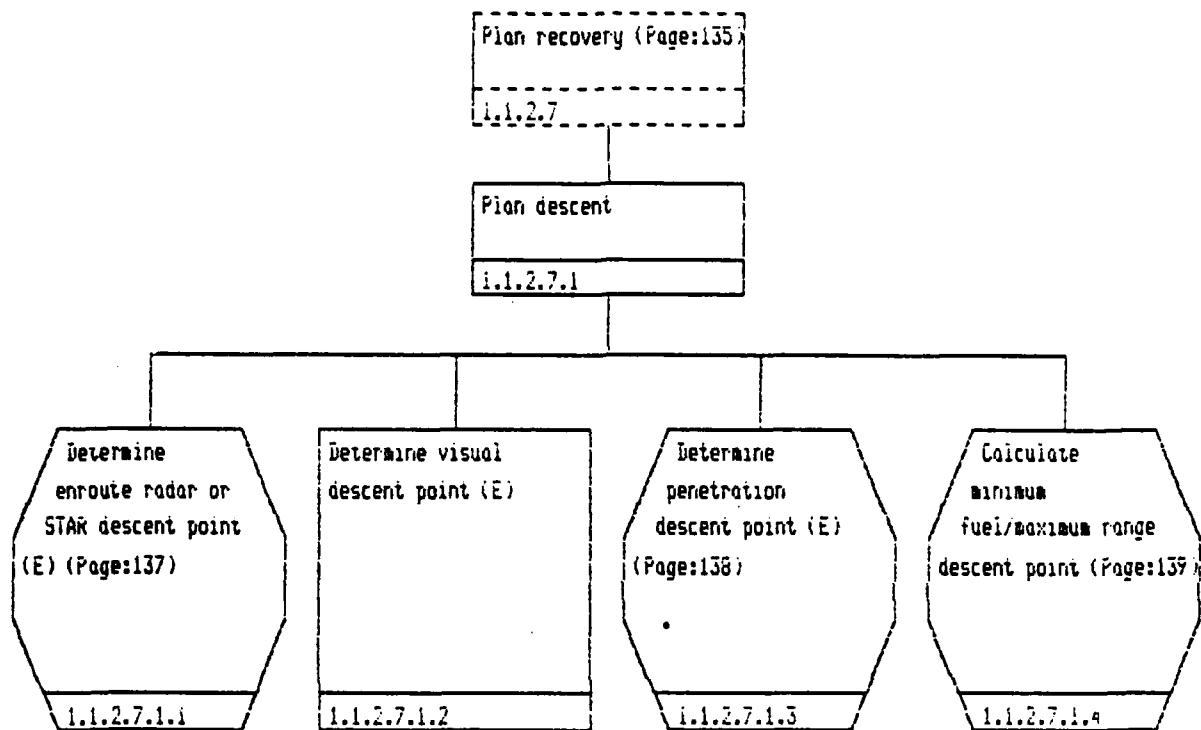 Plan recovery (Page:135)
1.1.2.7
Plan descent
1.1.2.7.1
Determine
enroute radar or
STAR descent point
(E) (Page:137)
1.1.2.7.1.1
Determine visual
descent point (E)
1.1.2.7.1.2
Determine
penetration
descent point (E)
(Page:138)
1.1.2.7.1.3
Calculate
minimum
fuel/maximum range
descent point (Page:139)
1.1.2.7.1.4